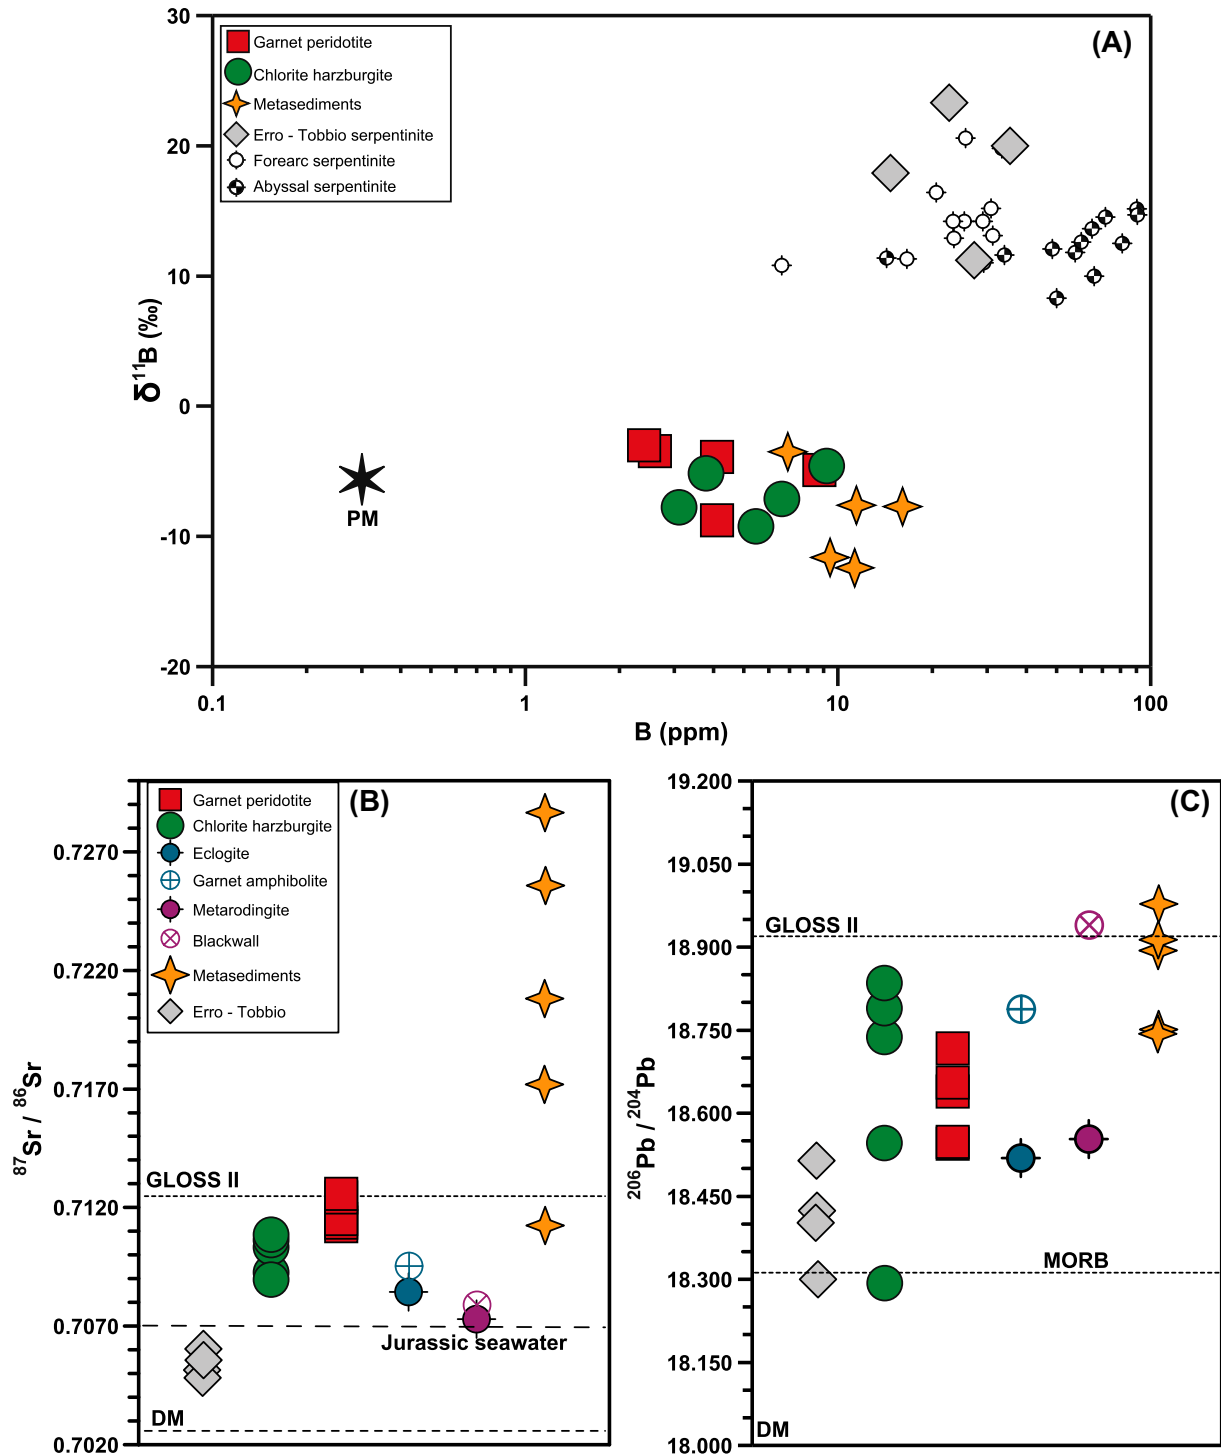 30
20
10
0
-10
-20
δ¹¹B (‰)
Garnet peridotite
Chlorite harzburgite
Metasediments
Erro - Tobbio serpentinite
Forearc serpentinite
Abyssal serpentinite
(A)
PM
0.1
1
10
100
B (ppm)
0.7270
0.7220
0.7170
0.7120
0.7070
0.7020
⁸⁷Sr / ⁸⁶Sr
Garnet peridotite
Chlorite harzburgite
Eclogite
Garnet amphibolite
Metarodingite
Blackwall
Metasediments
Erro - Tobbio
(B)
GLOSS II
Jurassic seawater
DM
19.200
19.050
18.900
18.750
18.600
18.450
18.300
18.150
18.000
²⁰⁶Pb / ²⁰⁴Pb
(C)
GLOSS II
MORB
DM